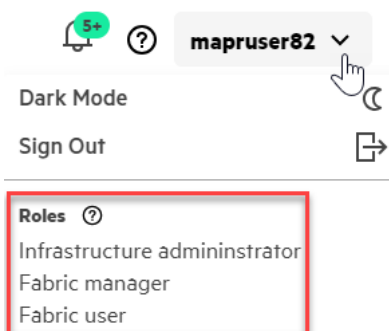 5+
mapruser82
Dark Mode
Sign Out
Roles
Infrastructure admininstrator
Fabric manager
Fabric user